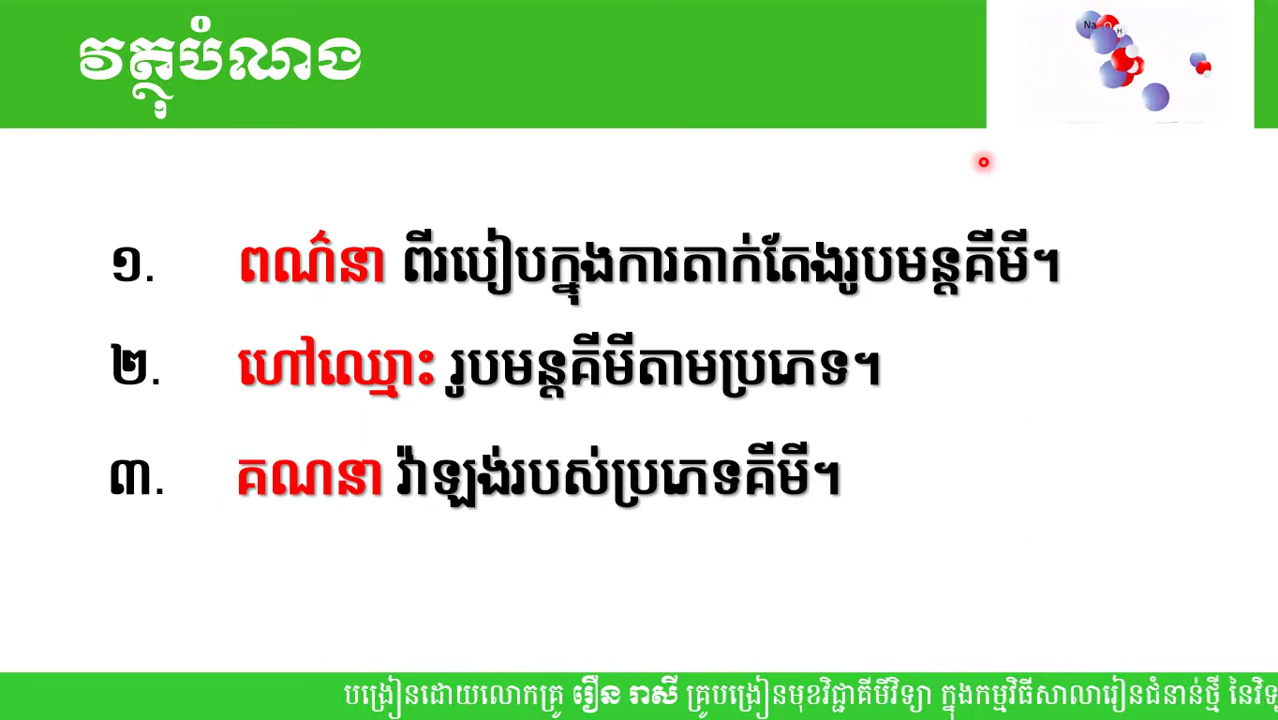 វត្ថុបំណង
Na O H
១. ពណ៌នា ពីរបៀបក្នុងការតាក់តែងរូបមន្តគីមី។
២. ហៅឈ្មោះ រូបមន្តគីមីតាមប្រភេទ។
៣. គណនា វ៉ាឡង់របស់ប្រភេទគីមី។
បង្រៀនដោយលោកគ្រូ រឿន រាសី គ្រូបង្រៀនមុខវិជ្ជាគីមីវិទ្យា ក្នុងកម្មវិធីសាលារៀនជំនាន់ថ្មី នៃ